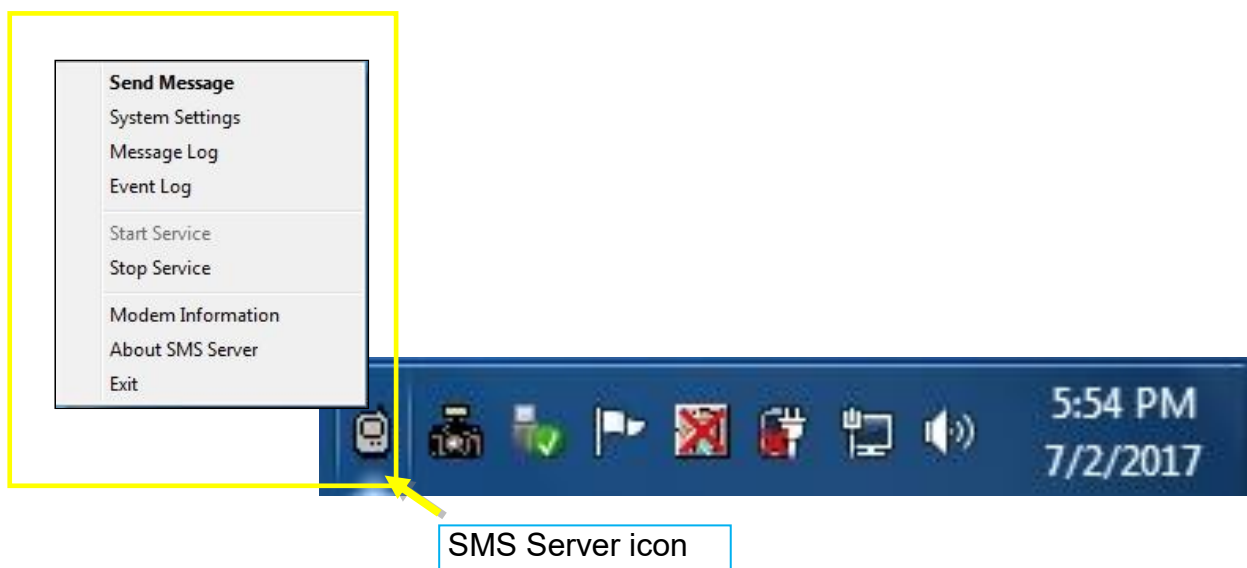 Send Message
System Settings
Message Log
Event Log
Start Service
Stop Service
Modem Information
About SMS Server
Exit
5:54 PM
7/2/2017
SMS Server icon